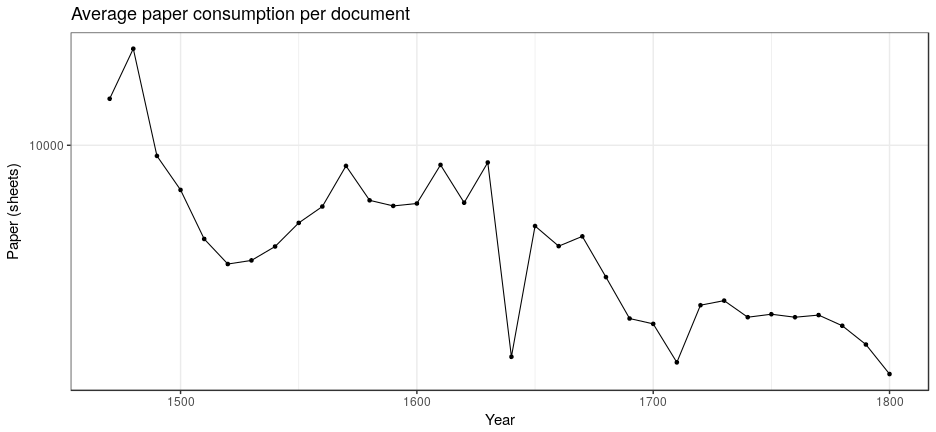 Average paper consumption per document
10000
Paper (sheets)
1500 1600 1700 1800
Year